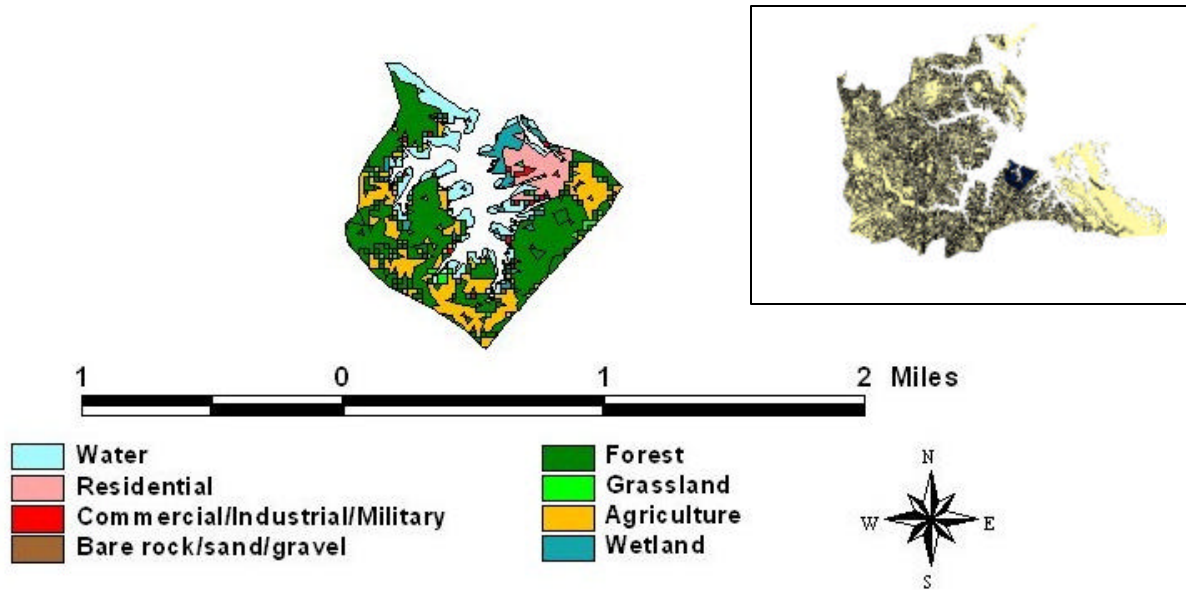 1 0 1 2 Miles
Water
Residential
Commercial/Industrial/Military
Bare rock/sand/gravel
Forest
Grassland
Agriculture
Wetland
N
W E
S